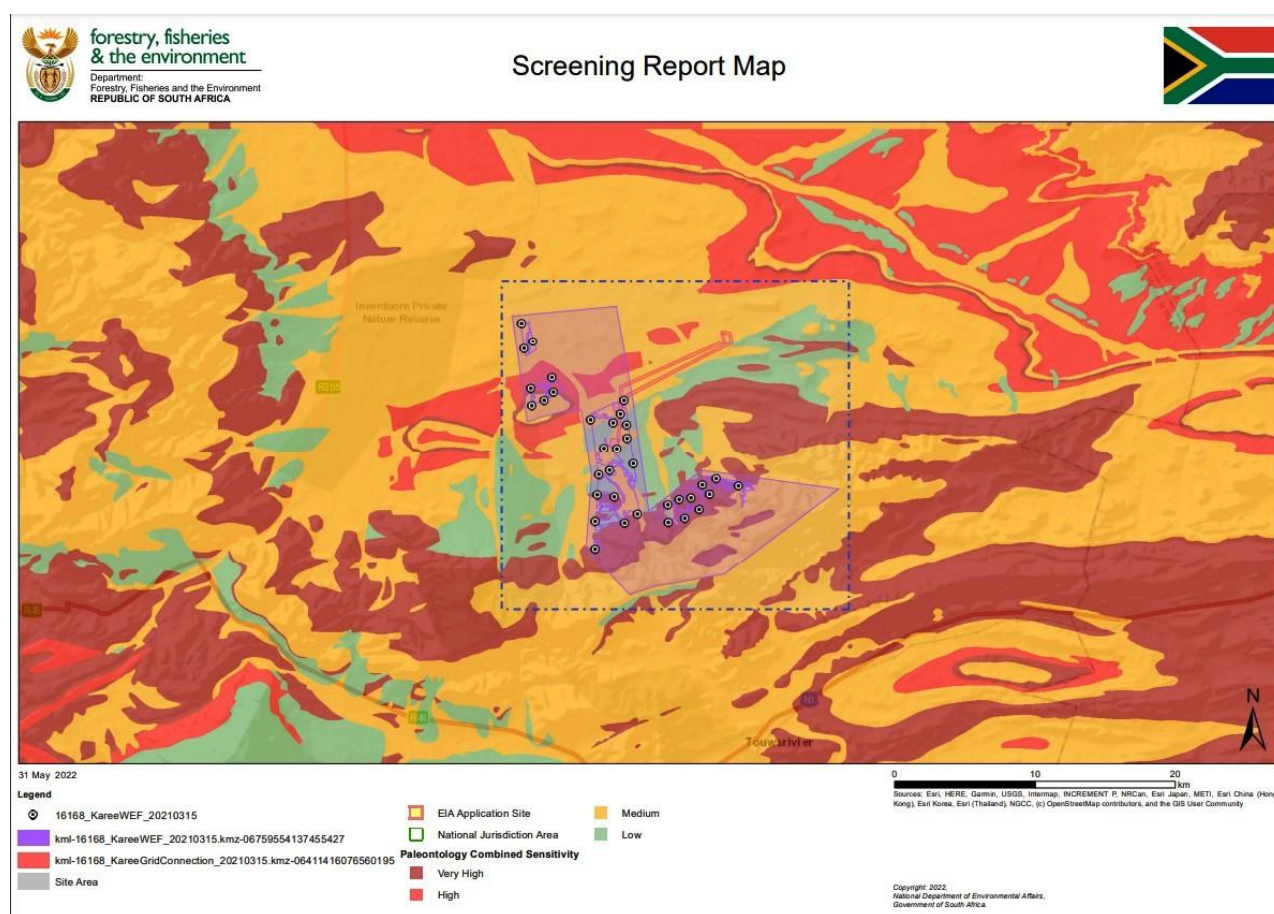 forestry, fisheries
& the environment
Department:
Forestry, Fisheries and the Environment
REPUBLIC OF SOUTH AFRICA
Screening Report Map
Inverdoorn Private
Nature Reserve
R355
R46
R46
N1
Touwsrivier
N
31 May 2022
Legend
16168_KareeWEF_20210315
kml-16168_KareeWEF_20210315.kmz-06759554137455427
kml-16168_KareeGridConnection_20210315.kmz-06411416076560195
Site Area
EIA Application Site
National Jurisdiction Area
Paleontology Combined Sensitivity
Very High
High
Medium
Low
0 10 20
km
Sources: Esri, HERE, Garmin, USGS, Intermap, INCREMENT P, NRCan, Esri Japan, METI, Esri China (Hong
Kong), Esri Korea, Esri (Thailand), NGCC, (c) OpenStreetMap contributors, and the GIS User Community
Copyright: 2022,
National Department of Environmental Affairs,
Government of South Africa.